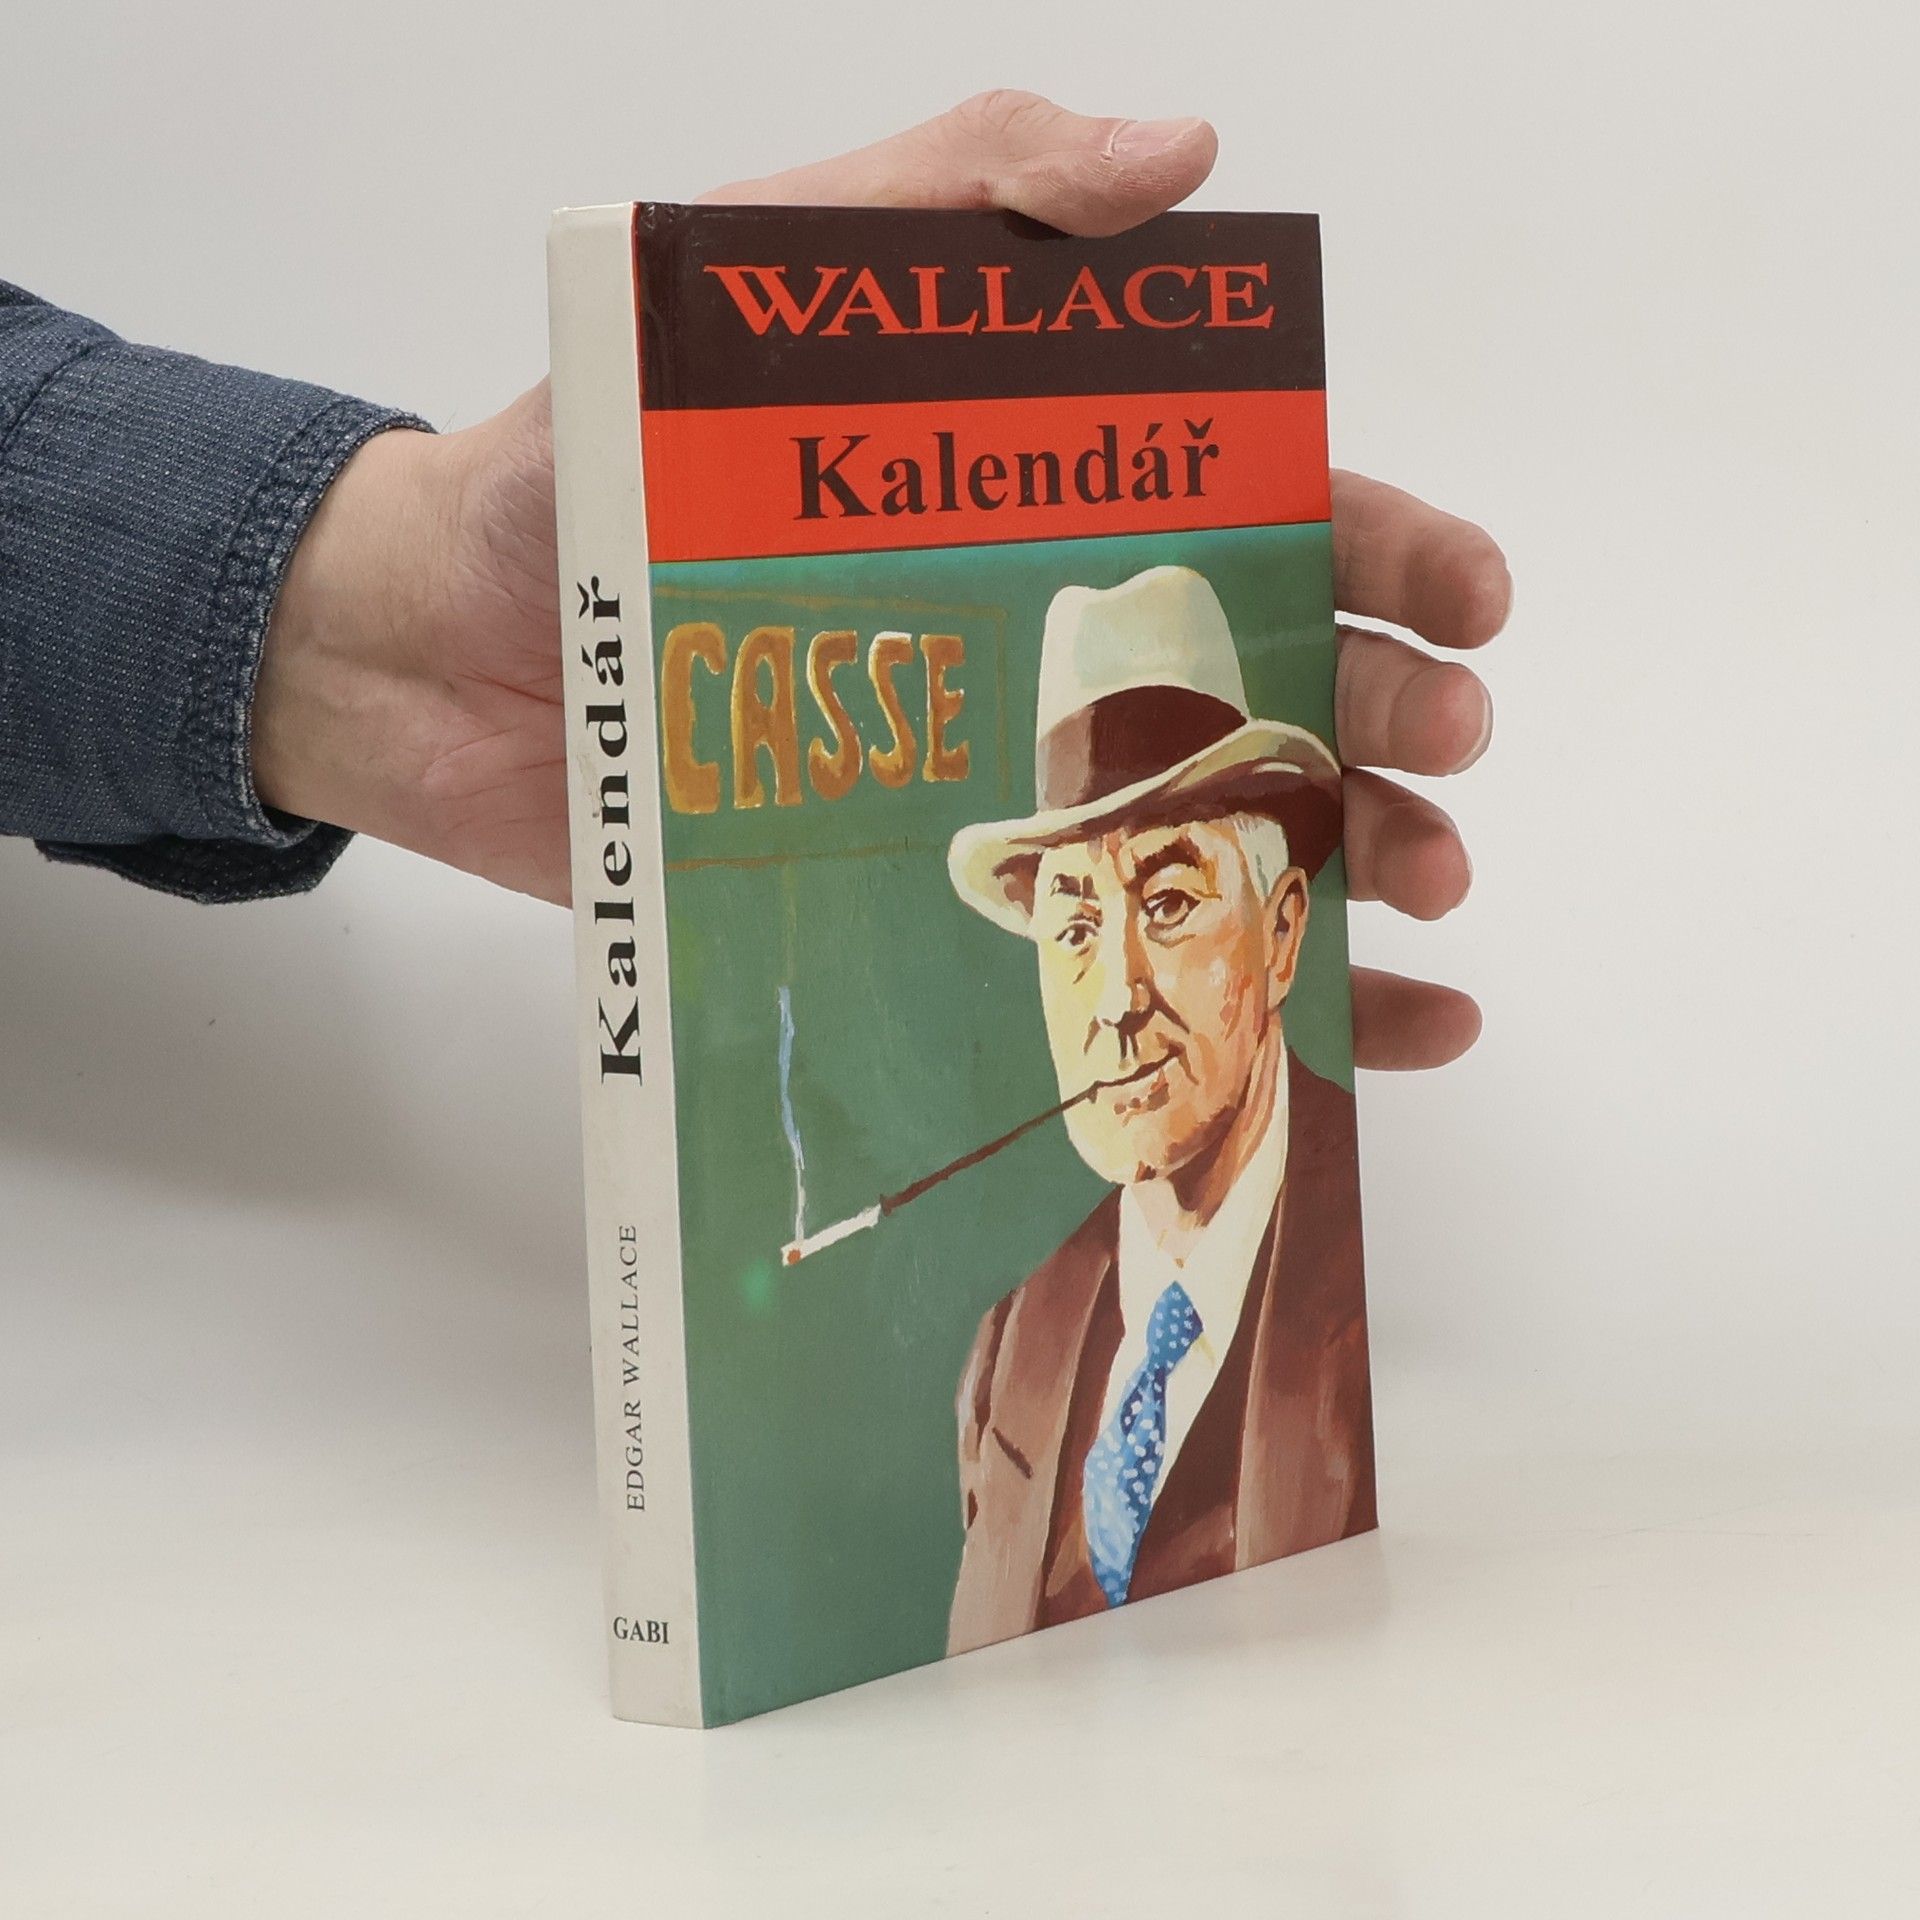 WALLACE
Kalendář
CASSE
Kalendář
EDGAR WALLACE
GABI